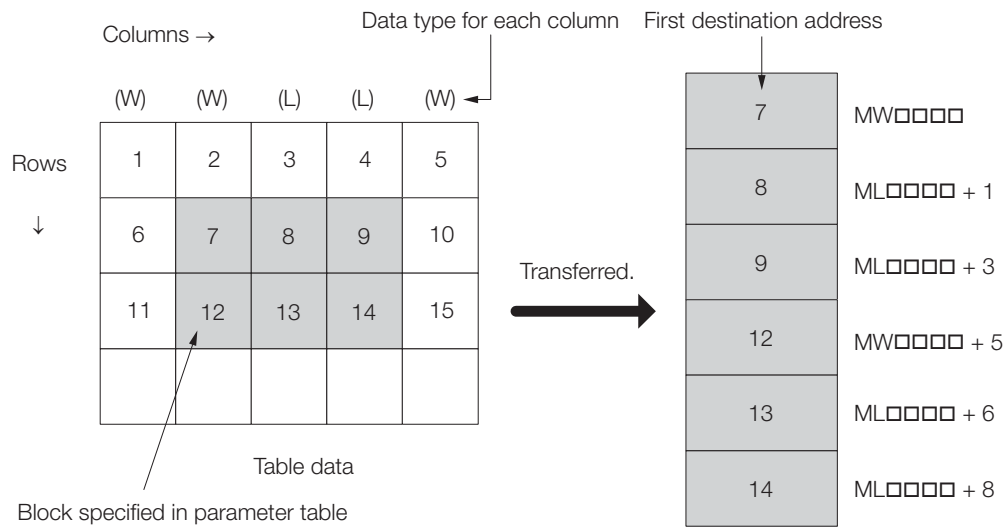 Data type for each column
First destination address
Columns →
(W) (W) (L) (L) (W)
Rows
↓
1 2 3 4 5
6 7 8 9 10
11 12 13 14 15
Table data
Block specified in parameter table
Transferred.
7 MW□□□□
8 ML□□□□ + 1
9 ML□□□□ + 3
12 MW□□□□ + 5
13 ML□□□□ + 6
14 ML□□□□ + 8